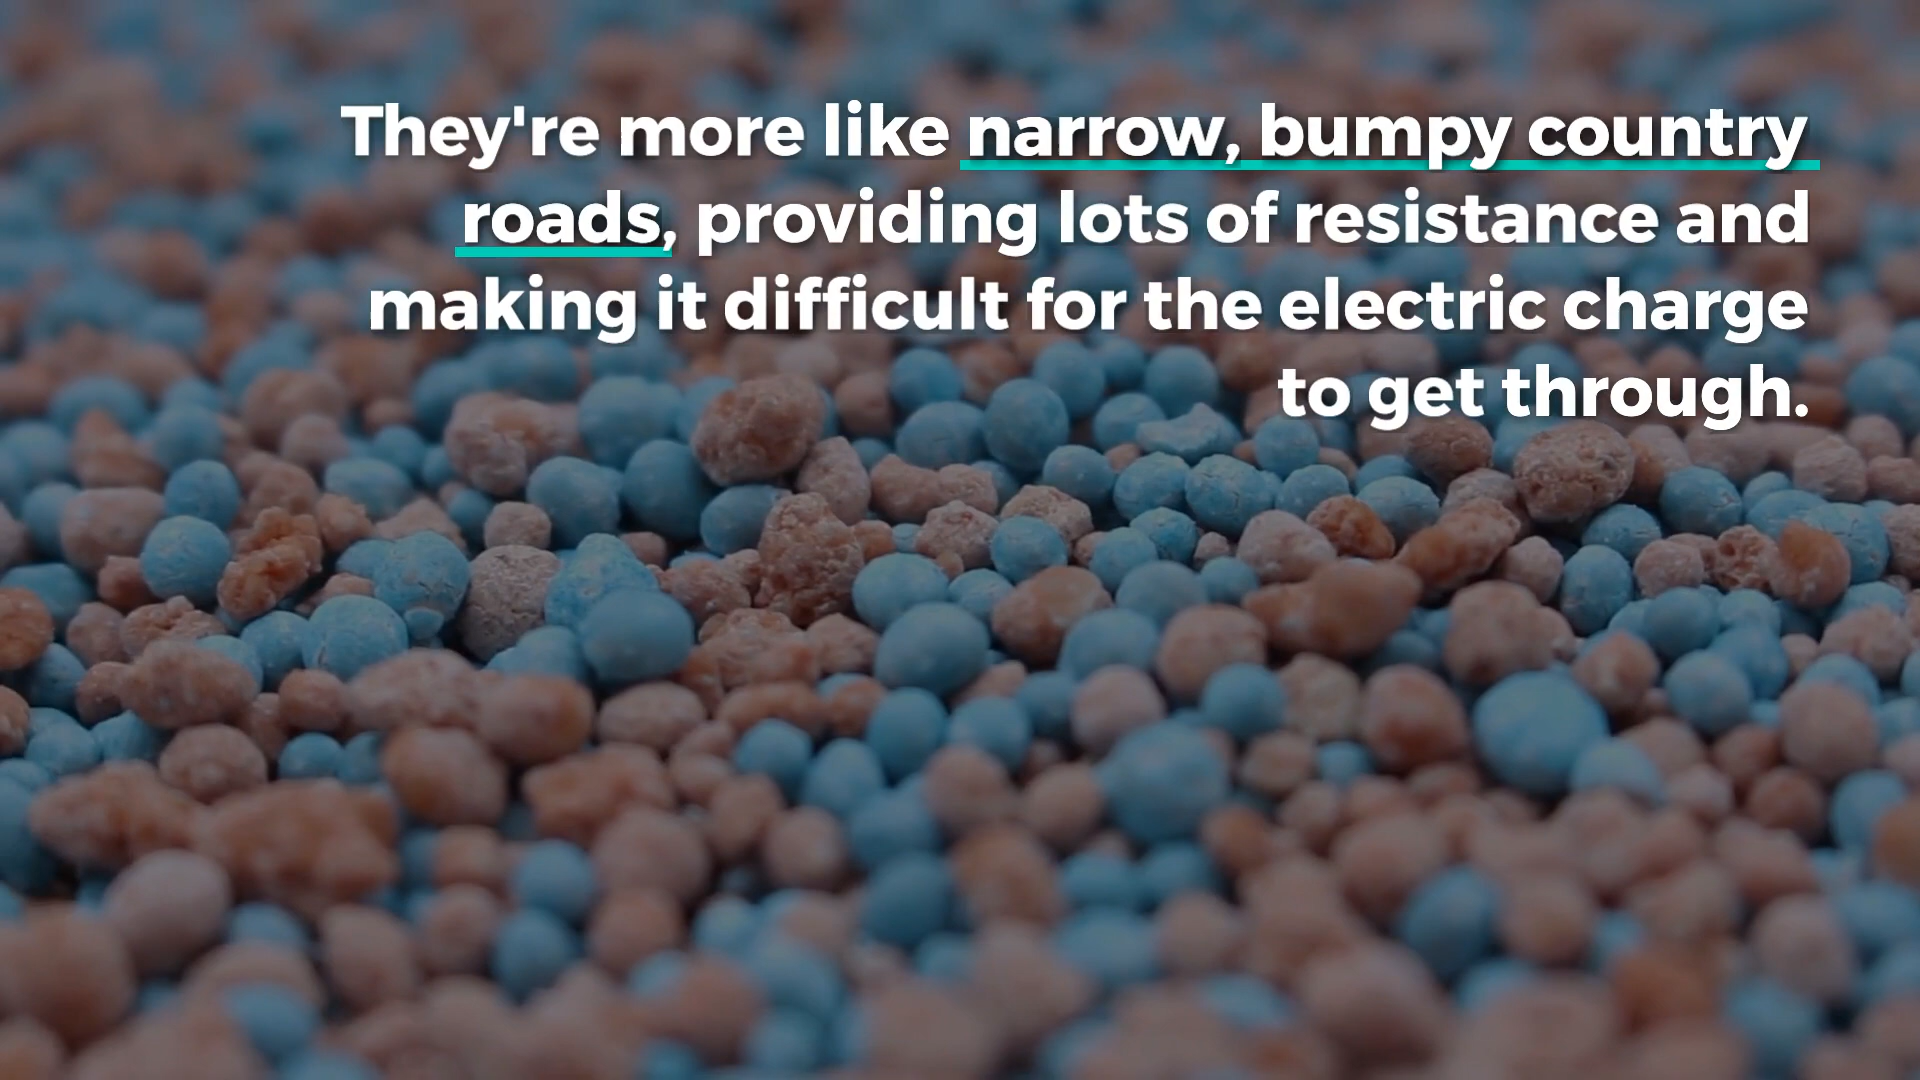 They're more like narrow, bumpy country
roads, providing lots of resistance and
making it difficult for the electric charge
to get through.